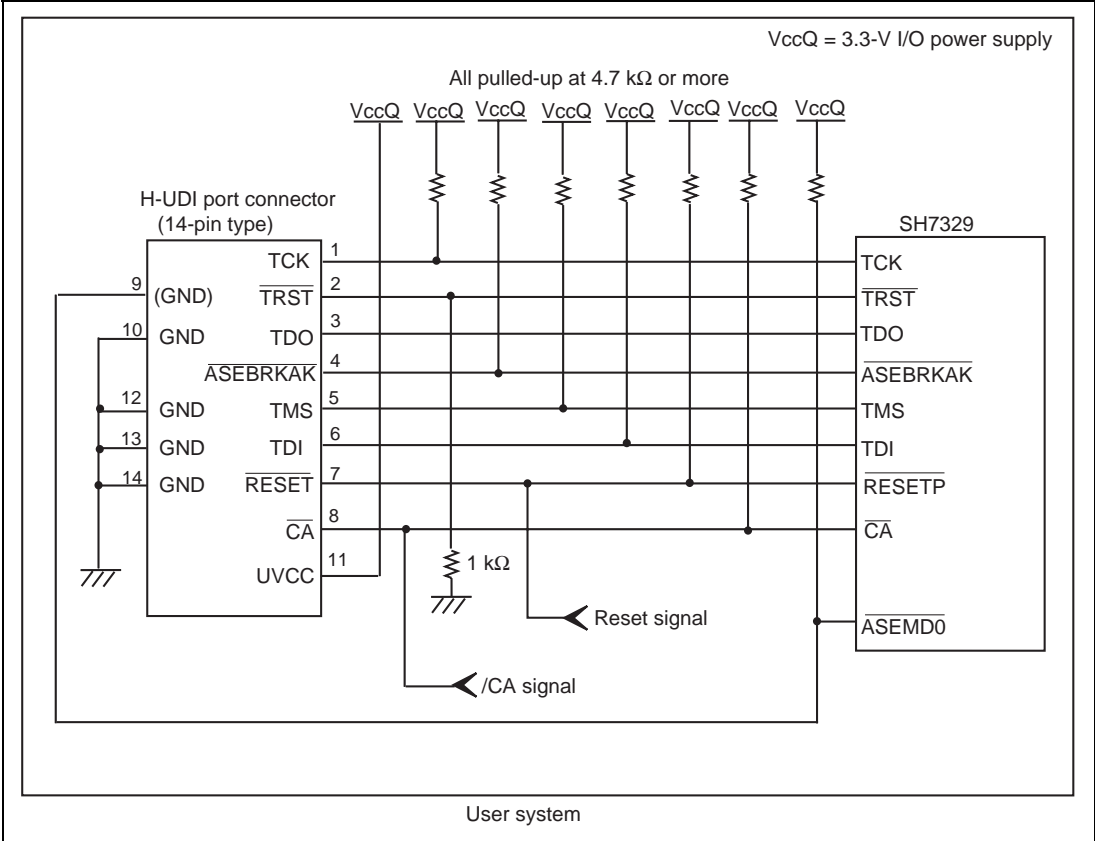 VccQ = 3.3-V I/O power supply
All pulled-up at 4.7 kΩ or more
VccQ VccQ VccQ VccQ VccQ VccQ VccQ VccQ
H-UDI port connector
(14-pin type)
SH7329
TCK 1 TCK
9 (GND) TRST 2 TRST
10 GND TDO 3 TDO
ASEBRKAK 4 ASEBRKAK
12 GND TMS 5 TMS
13 GND TDI 6 TDI
14 GND RESET 7 RESETP
CA 8 CA
UVCC 11 1 kΩ
Reset signal ASEMD0
/CA signal
User system